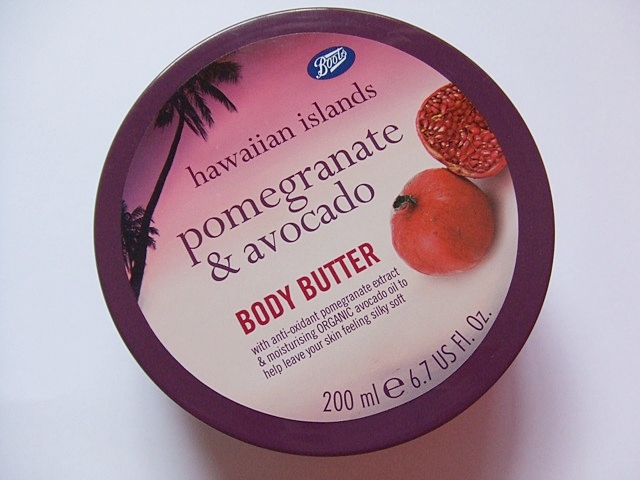 Boots
hawaiian islands
pomegranate
& avocado
BODY BUTTER
with anti-oxidant pomegranate extract
& moisturising ORGANIC avocado oil to
help leave your skin feeling silky soft
200 ml ℮ 6.7 US Fl. Oz.